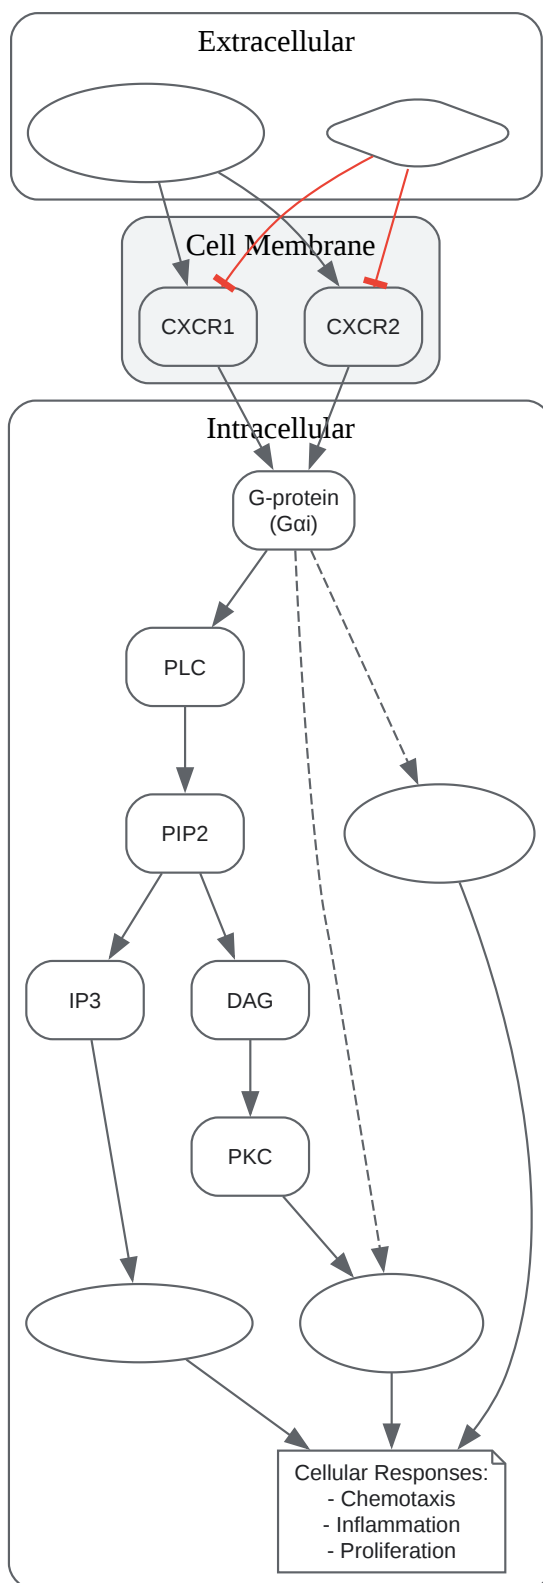 Extracellular
Cell Membrane
CXCR1
CXCR2
Intracellular
G-protein
(Gαi)
PLC
PIP2
IP3
DAG
PKC
Cellular Responses:
- Chemotaxis
- Inflammation
- Proliferation